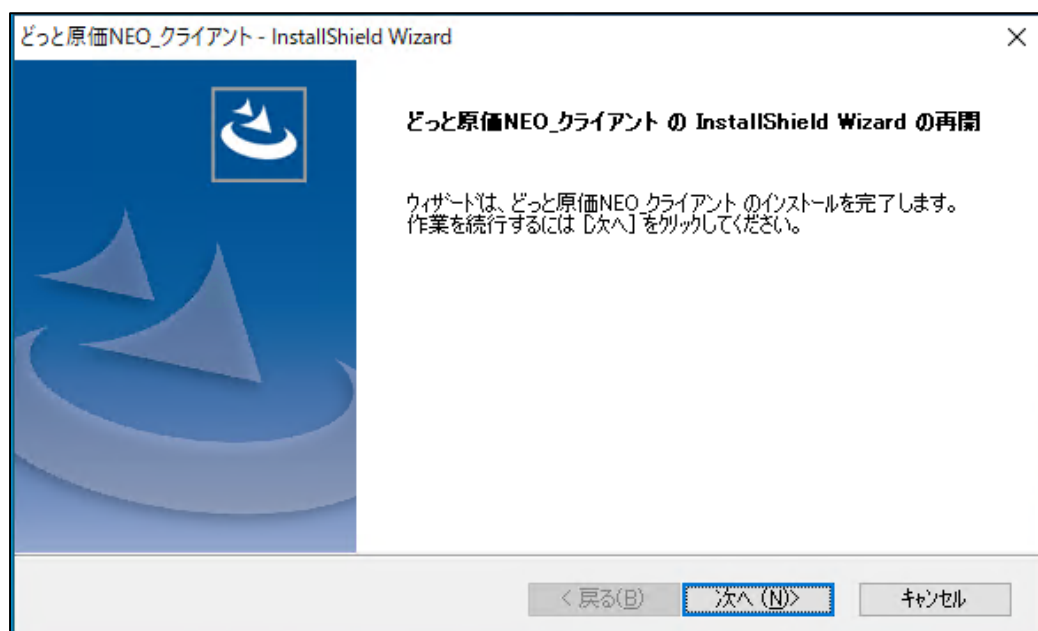 どっと原価NEO_クライアント - InstallShield Wizard
どっと原価NEO_クライアント の InstallShield Wizard の再開
ウィザードは、どっと原価NEO_クライアント のインストールを完了します。
作業を続行するには [次へ] をクリックしてください。
< 戻る(B)
次へ (N)>
キャンセル